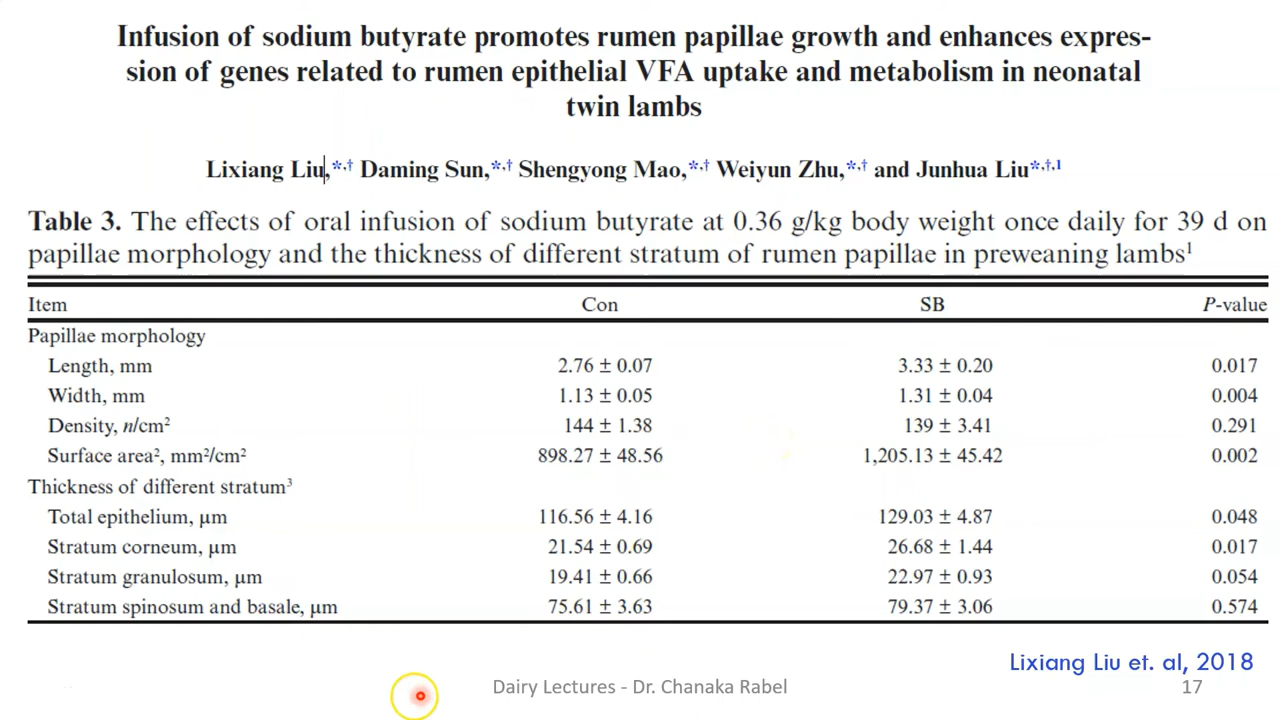 Infusion of sodium butyrate promotes rumen papillae growth and enhances expres-
sion of genes related to rumen epithelial VFA uptake and metabolism in neonatal
twin lambs
Lixiang Liu,*,† Daming Sun,*,† Shengyong Mao,*,† Weiyun Zhu,*,† and Junhua Liu*,†,1
Table 3. The effects of oral infusion of sodium butyrate at 0.36 g/kg body weight once daily for 39 d on
papillae morphology and the thickness of different stratum of rumen papillae in preweaning lambs¹
Item Con SB P-value
Papillae morphology
Length, mm 2.76 ± 0.07 3.33 ± 0.20 0.017
Width, mm 1.13 ± 0.05 1.31 ± 0.04 0.004
Density, n/cm² 144 ± 1.38 139 ± 3.41 0.291
Surface area², mm²/cm² 898.27 ± 48.56 1,205.13 ± 45.42 0.002
Thickness of different stratum³
Total epithelium, μm 116.56 ± 4.16 129.03 ± 4.87 0.048
Stratum corneum, μm 21.54 ± 0.69 26.68 ± 1.44 0.017
Stratum granulosum, μm 19.41 ± 0.66 22.97 ± 0.93 0.054
Stratum spinosum and basale, μm 75.61 ± 3.63 79.37 ± 3.06 0.574
Lixiang Liu et. al, 2018
Dairy Lectures - Dr. Chanaka Rabel 17